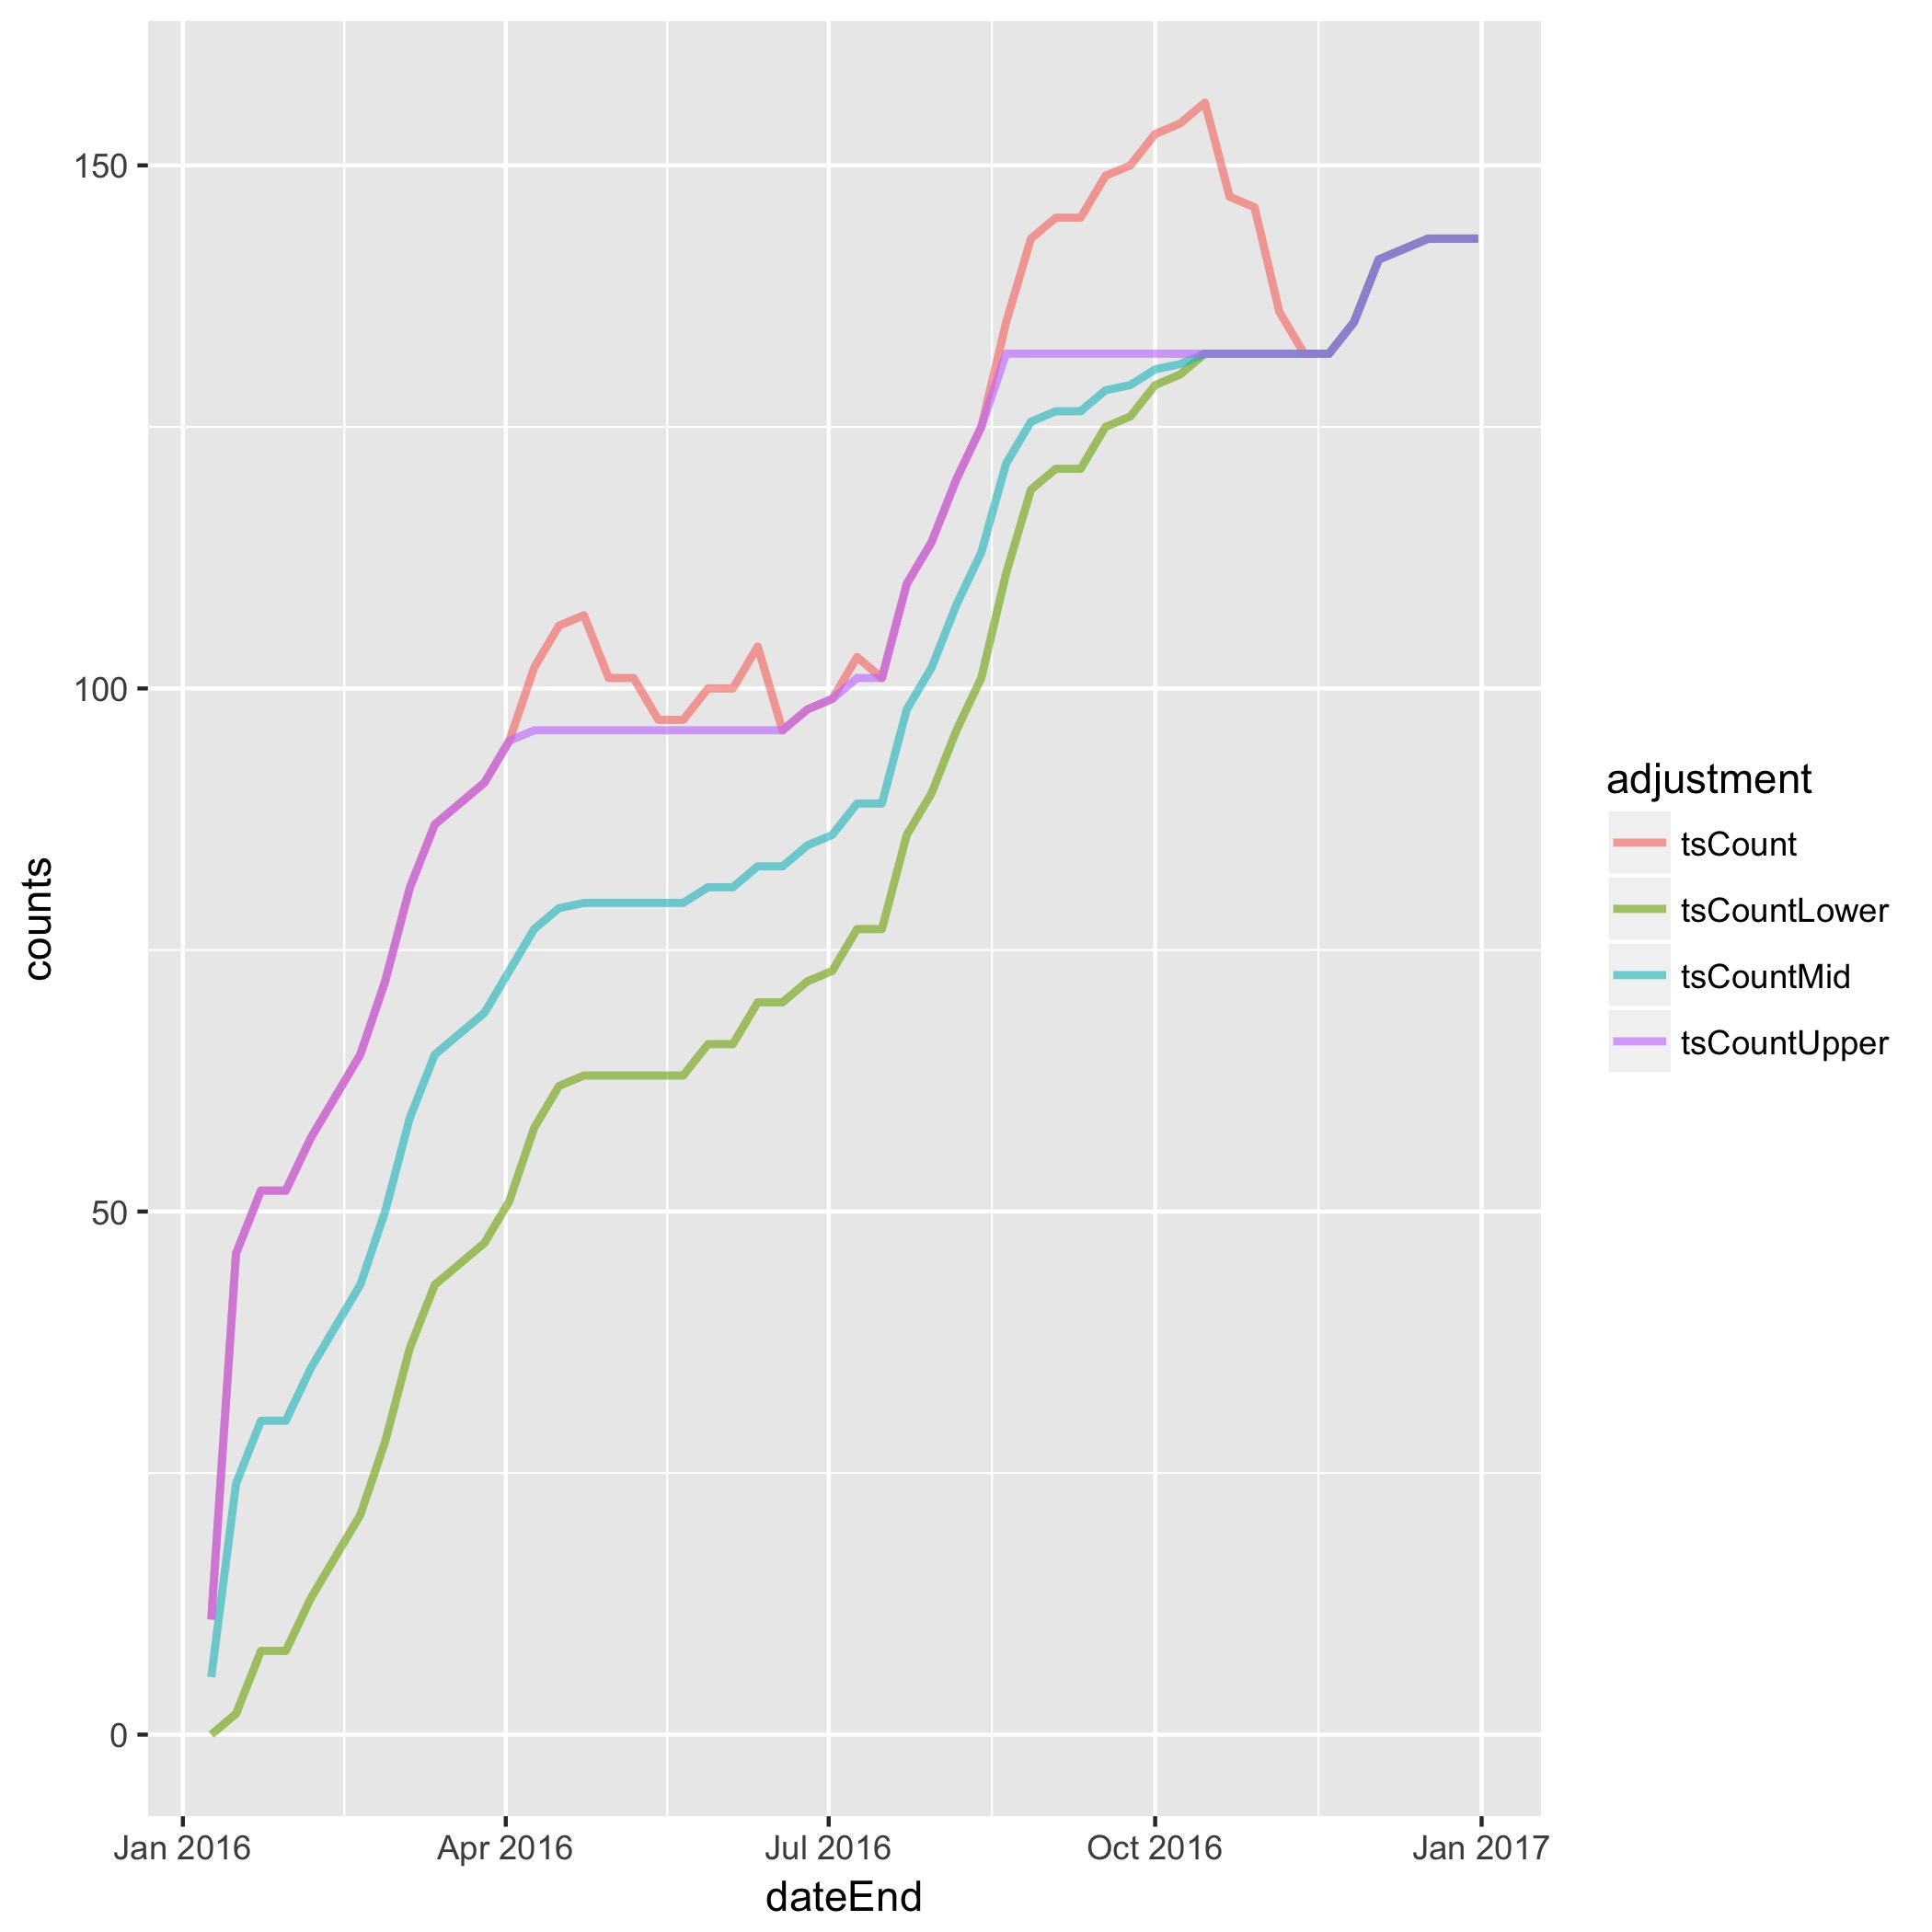 150
100
50
0
counts
Jan 2016 Apr 2016 Jul 2016 Oct 2016 Jan 2017
dateEnd
adjustment
tsCount
tsCountLower
tsCountMid
tsCountUpper